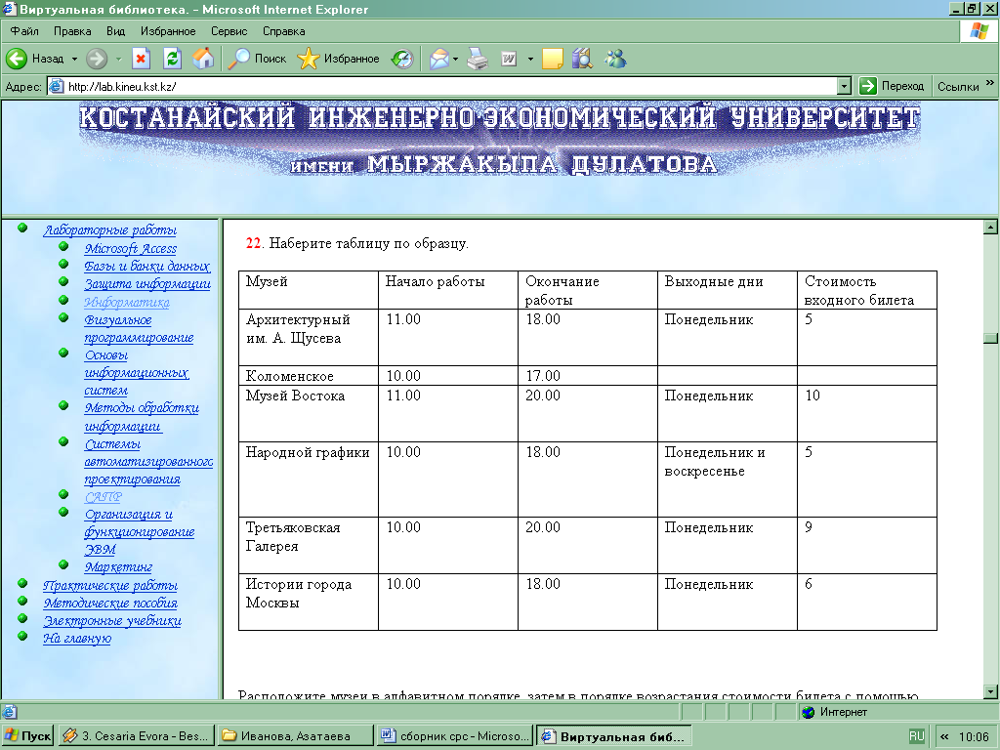 Виртуальная библиотека. - Microsoft Internet Explorer
Файл Правка Вид Избранное Сервис Справка
Назад Поиск Избранное
Адрес: http://lab.kineu.kst.kz/ Переход Ссылки »
КОСТАНАЙСКИЙ ИНЖЕНЕРНО ЭКОНОМИЧЕСКИЙ УНИВЕРСИТЕТ
ИМЕНИ МЫРЖАКЫПА ДУЛАТОВА
Лабораторные работы
Microsoft Access
Базы и банки данных
Защита информации
Информатика
Визуальное
программирование
Основы
информационных
систем
Методы обработки
информации
Системы
автоматизированного
проектирования
САПР
Организация и
функционирование
ЭВМ
Маркетинг
Практические работы
Методические пособия
Электронные учебники
На главную
22. Наберите таблицу по образцу.
Музей Начало работы Окончание работы Выходные дни Стоимость входного билета
Архитектурный им. А. Щусева 11.00 18.00 Понедельник 5
Коломенское 10.00 17.00
Музей Востока 11.00 20.00 Понедельник 10
Народной графики 10.00 18.00 Понедельник и воскресенье 5
Третьяковская Галерея 10.00 20.00 Понедельник 9
Истории города Москвы 10.00 18.00 Понедельник 6
Расположите музеи в алфавитном порядке, затем в порядке возрастания стоимости билета с помощью
Интернет
Пуск 3. Cesaria Evora - Bes... Иванова, Азатаева сборник срс - Microso... Виртуальная биб... RU « 10:06